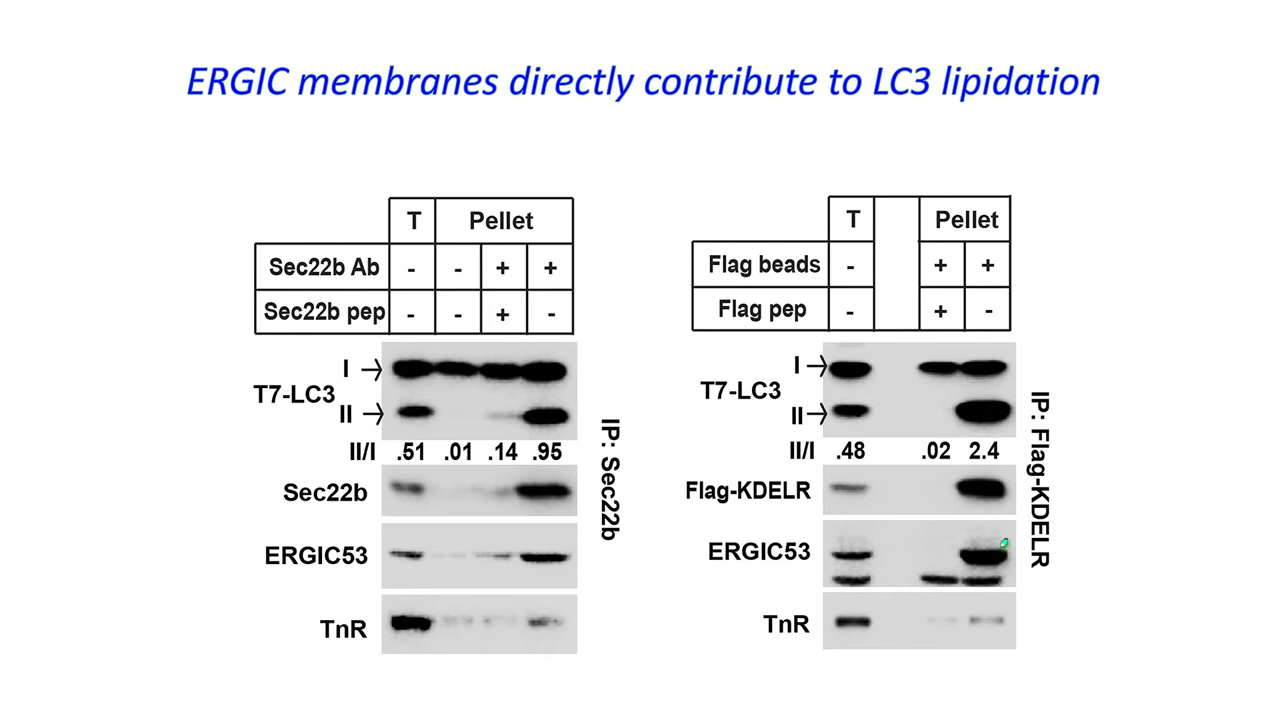 ERGIC membranes directly contribute to LC3 lipidation
T Pellet
Sec22b Ab - - + +
Sec22b pep - - + -
I
T7-LC3
II
II/I .51 .01 .14 .95
Sec22b
ERGIC53
TnR
IP: Sec22b
T Pellet
Flag beads - + +
Flag pep - + -
I
T7-LC3
II
II/I .48 .02 2.4
Flag-KDELR
ERGIC53
TnR
IP: Flag-KDELR